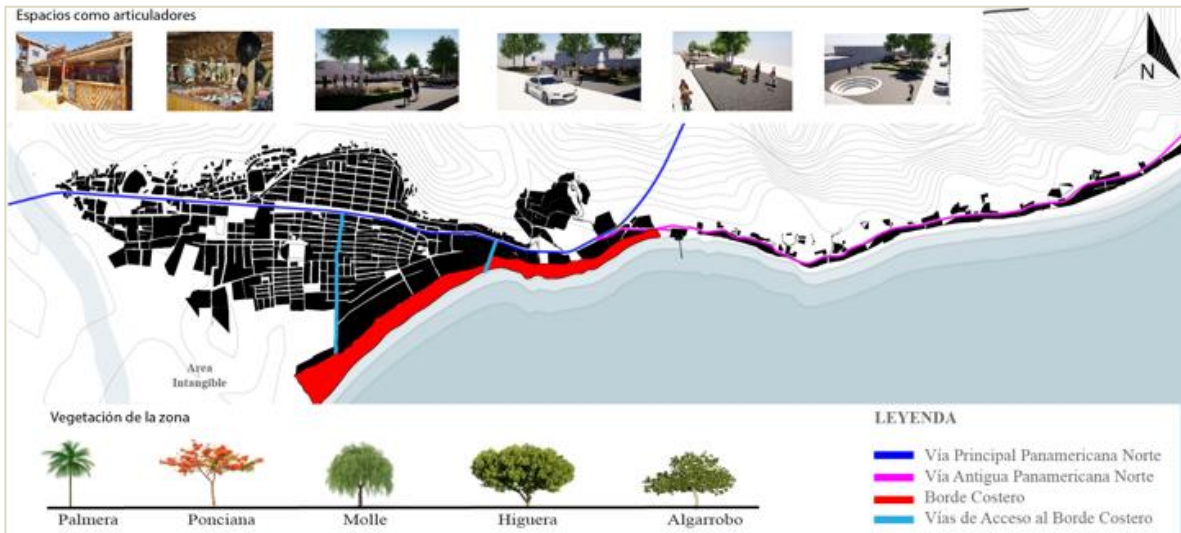 Espacios como articuladores
N
Area
Intangible
Vegetación de la zona
Palmera
Ponciana
Molle
Higuera
Algarrobo
LEYENDA
Vía Principal Panamericana Norte
Vía Antigua Panamericana Norte
Borde Costero
Vías de Acceso al Borde Costero